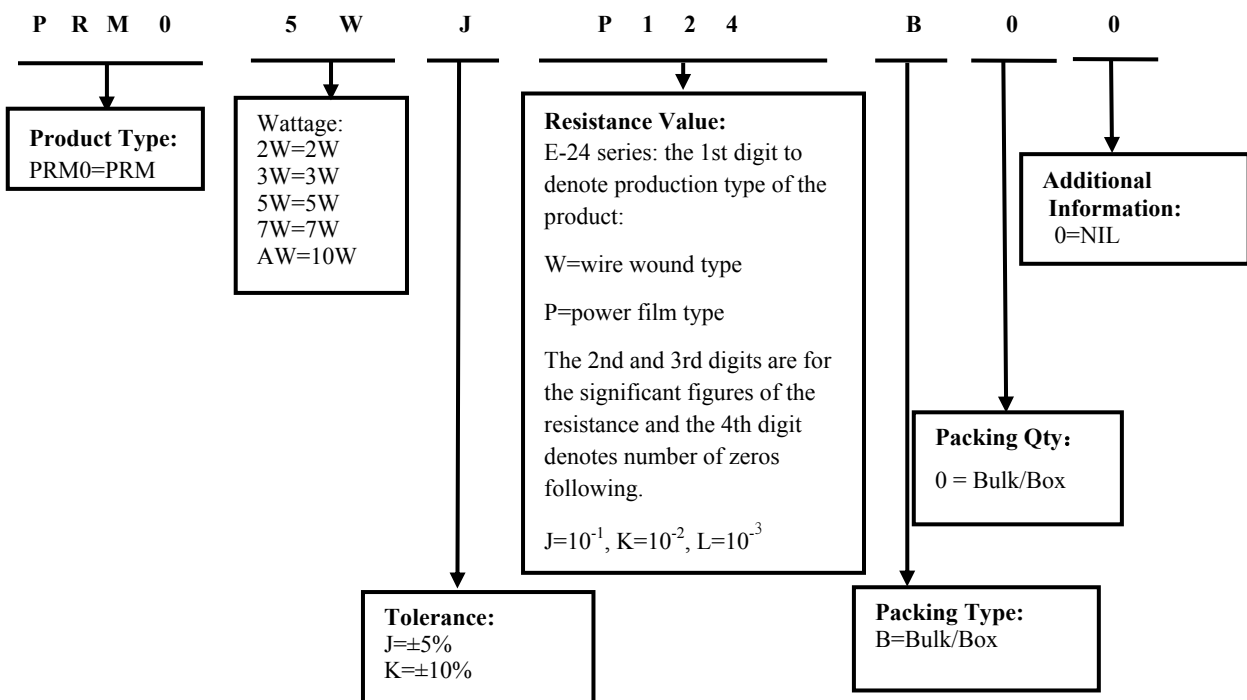 P R M 0 5 W J P 1 2 4 B 0 0
Product Type:
PRM0=PRM
Wattage:
2W=2W
3W=3W
5W=5W
7W=7W
AW=10W
Resistance Value:
E-24 series: the 1st digit to
denote production type of the
product:
W=wire wound type
P=power film type
The 2nd and 3rd digits are for
the significant figures of the
resistance and the 4th digit
denotes number of zeros
following.
J=10⁻¹, K=10⁻², L=10⁻³
Additional
Information:
0=NIL
Packing Qty：
0 = Bulk/Box
Tolerance:
J=±5%
K=±10%
Packing Type:
B=Bulk/Box